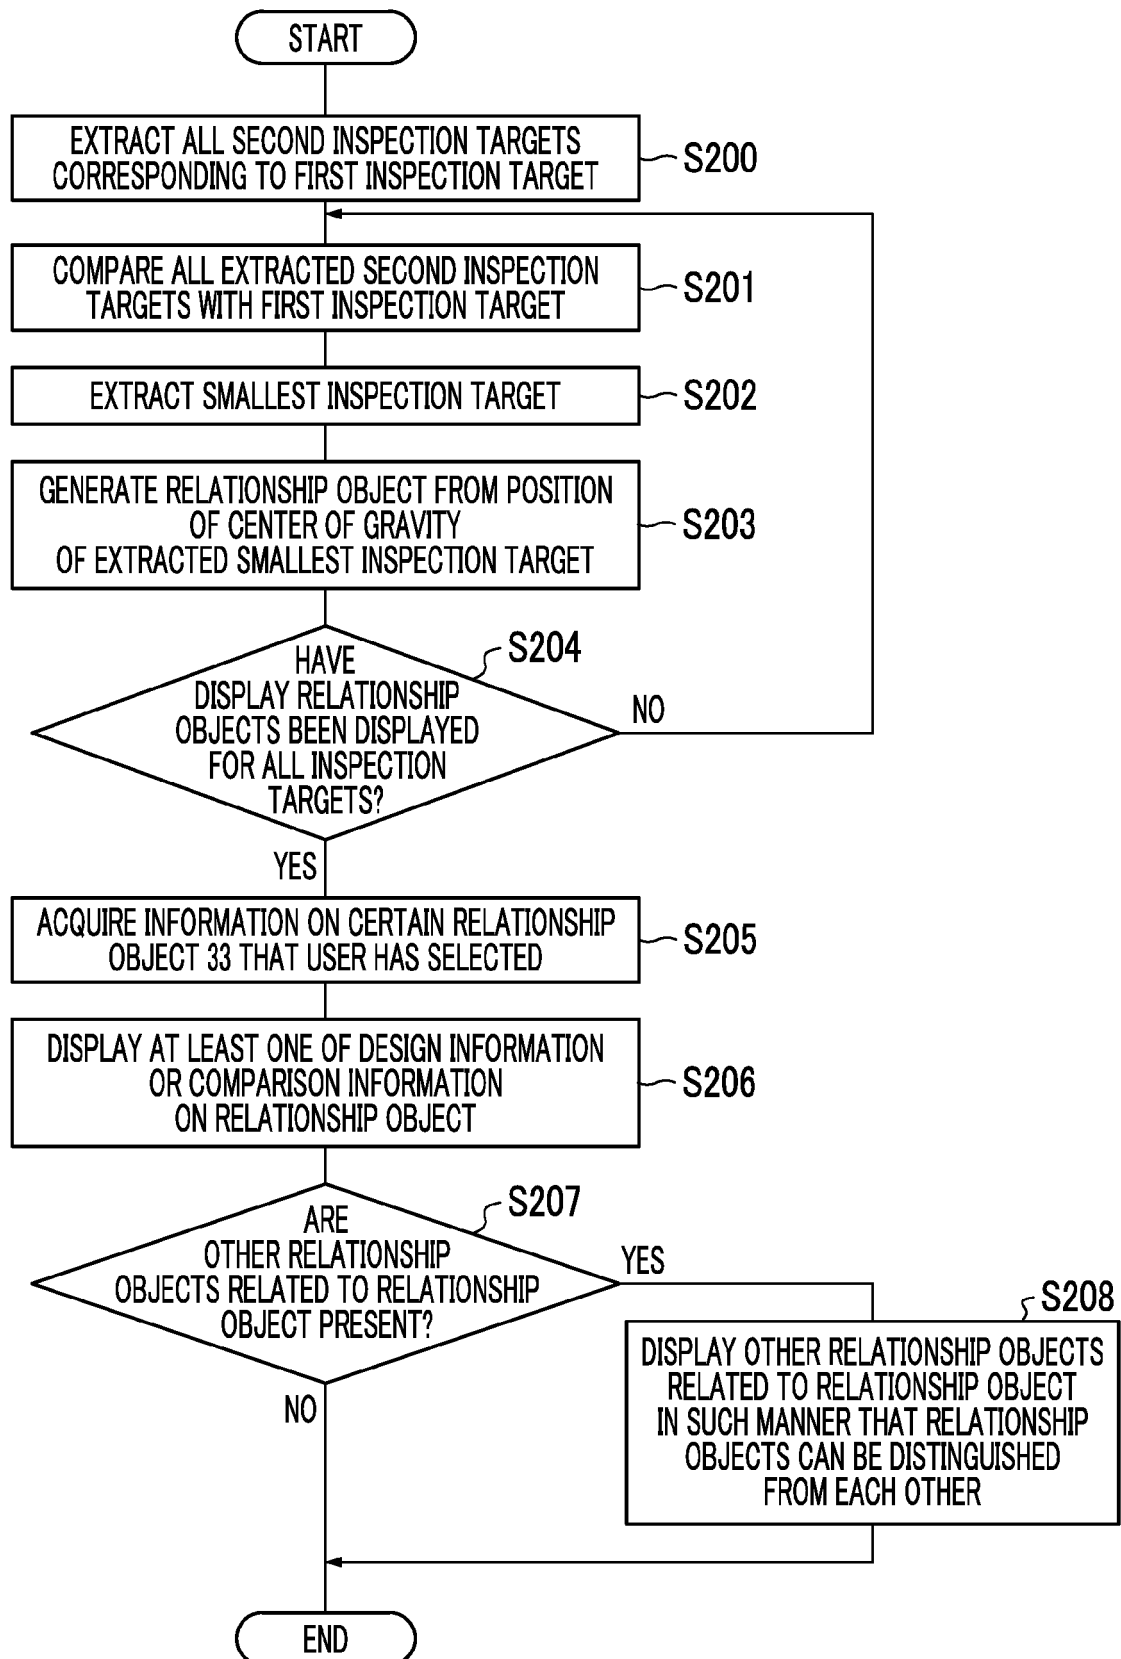 START
EXTRACT ALL SECOND INSPECTION TARGETS
CORRESPONDING TO FIRST INSPECTION TARGET
S200
COMPARE ALL EXTRACTED SECOND INSPECTION
TARGETS WITH FIRST INSPECTION TARGET
S201
EXTRACT SMALLEST INSPECTION TARGET
S202
GENERATE RELATIONSHIP OBJECT FROM POSITION
OF CENTER OF GRAVITY
OF EXTRACTED SMALLEST INSPECTION TARGET
S203
S204
HAVE
DISPLAY RELATIONSHIP
OBJECTS BEEN DISPLAYED
FOR ALL INSPECTION
TARGETS?
NO
YES
ACQUIRE INFORMATION ON CERTAIN RELATIONSHIP
OBJECT 33 THAT USER HAS SELECTED
S205
DISPLAY AT LEAST ONE OF DESIGN INFORMATION
OR COMPARISON INFORMATION
ON RELATIONSHIP OBJECT
S206
S207
ARE
OTHER RELATIONSHIP
OBJECTS RELATED TO RELATIONSHIP
OBJECT PRESENT?
YES
NO
S208
DISPLAY OTHER RELATIONSHIP OBJECTS
RELATED TO RELATIONSHIP OBJECT
IN SUCH MANNER THAT RELATIONSHIP
OBJECTS CAN BE DISTINGUISHED
FROM EACH OTHER
END